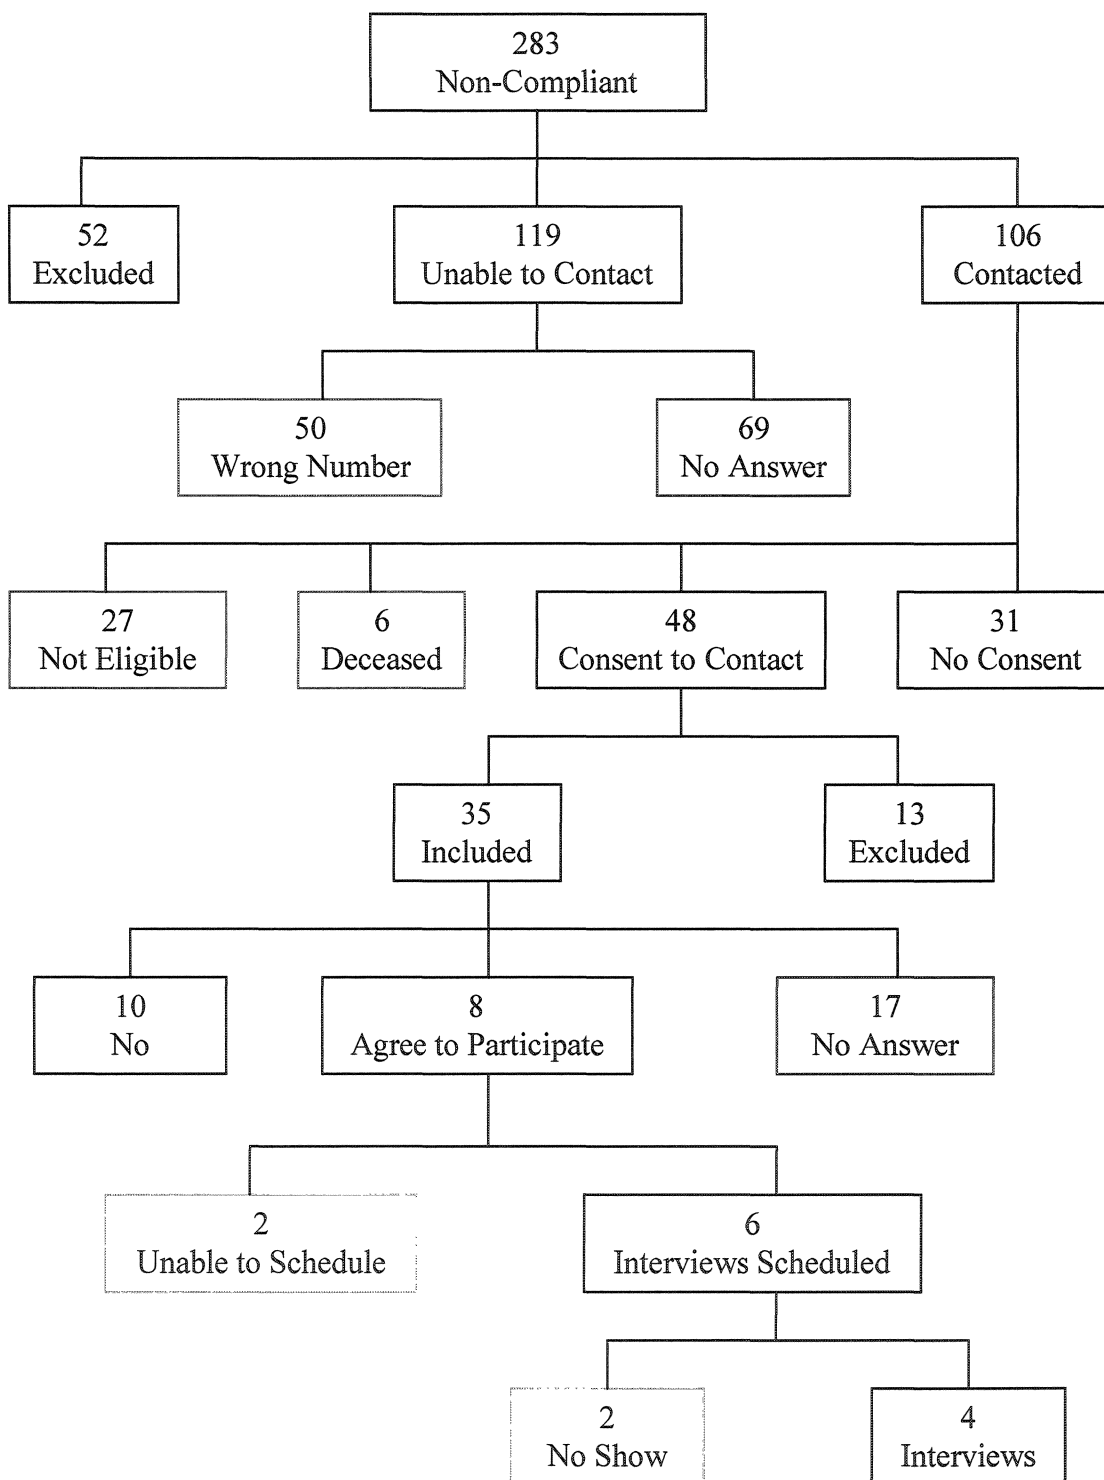 283
Non-Compliant
52
Excluded
119
Unable to Contact
106
Contacted
50
Wrong Number
69
No Answer
27
Not Eligible
6
Deceased
48
Consent to Contact
31
No Consent
35
Included
13
Excluded
10
No
8
Agree to Participate
17
No Answer
2
Unable to Schedule
6
Interviews Scheduled
2
No Show
4
Interviews